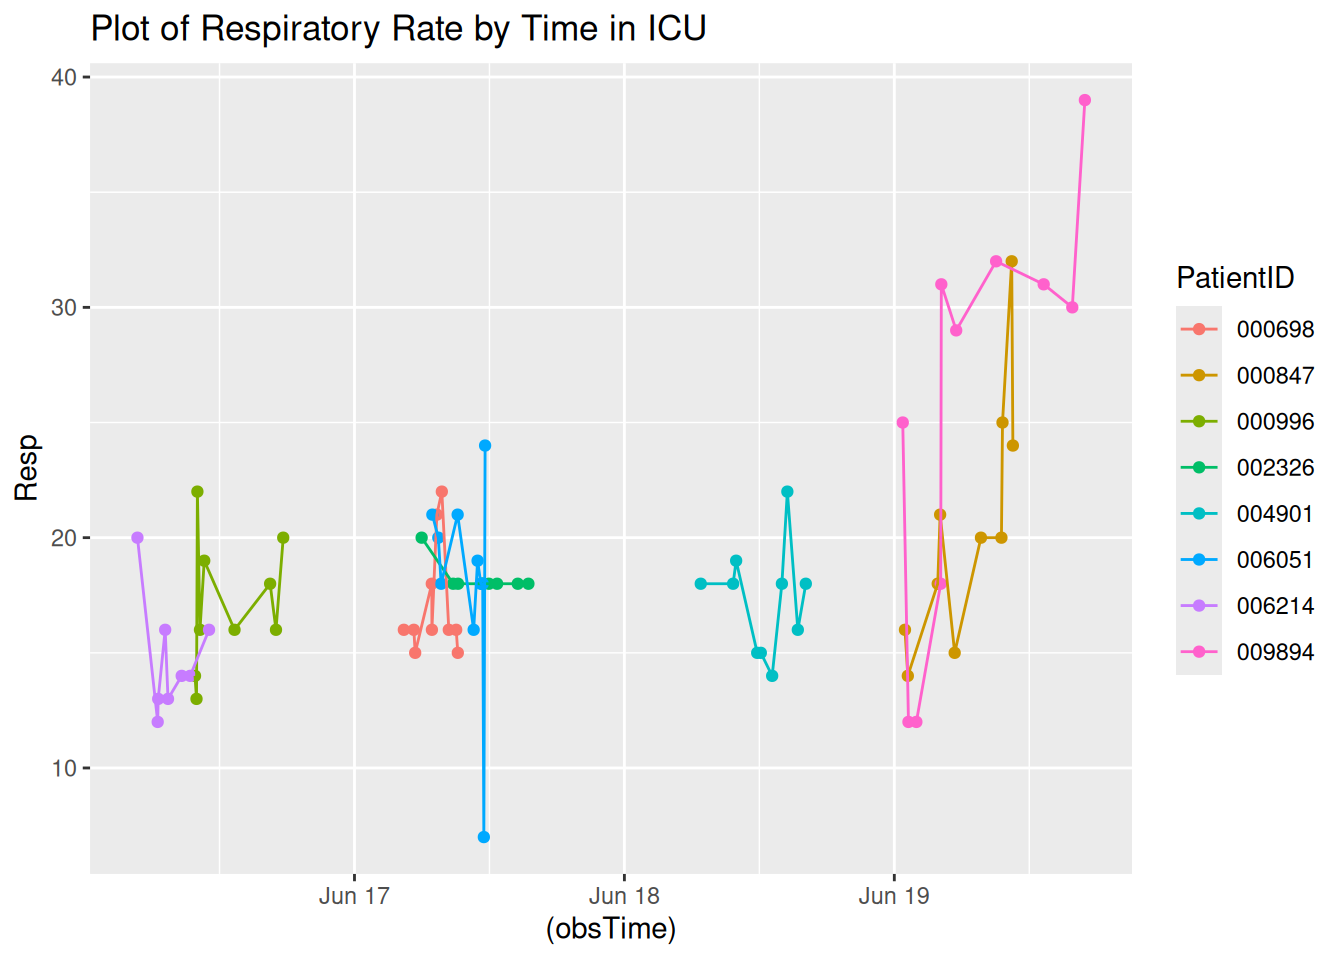 Plot of Respiratory Rate by Time in ICU
40
30
20
10
Resp
Jun 17
Jun 18
Jun 19
(obsTime)
PatientID
000698
000847
000996
002326
004901
006051
006214
009894